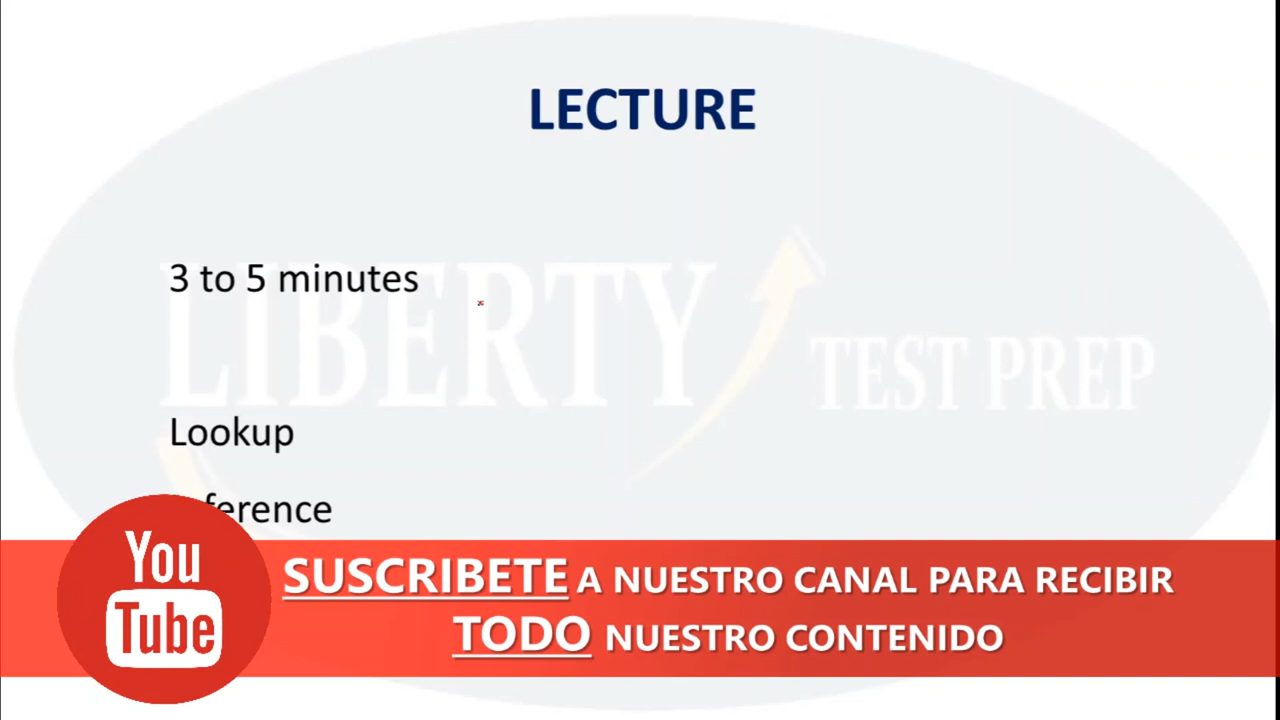 LECTURE
3 to 5 minutes
LIBERTY TEST PREP
Lookup
ference
You
Tube
SUSCRIBETE A NUESTRO CANAL PARA RECIBIR
TODO NUESTRO CONTENIDO